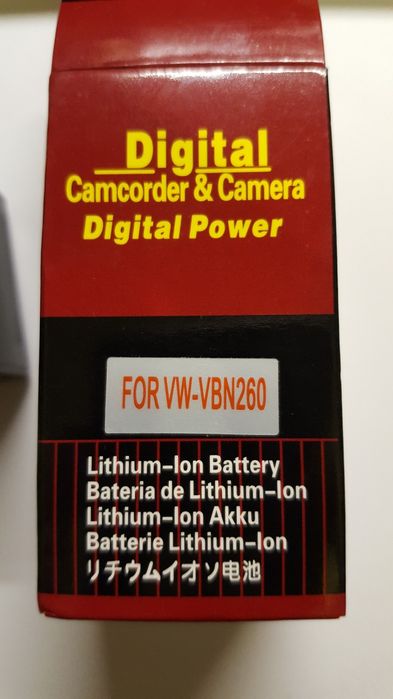 Digital
Camcorder & Camera
Digital Power
FOR VW-VBN260
Lithium-Ion Battery
Bateria de Lithium-Ion
Lithium-Ion Akku
Batterie Lithium-Ion
リチウムイオソ电池